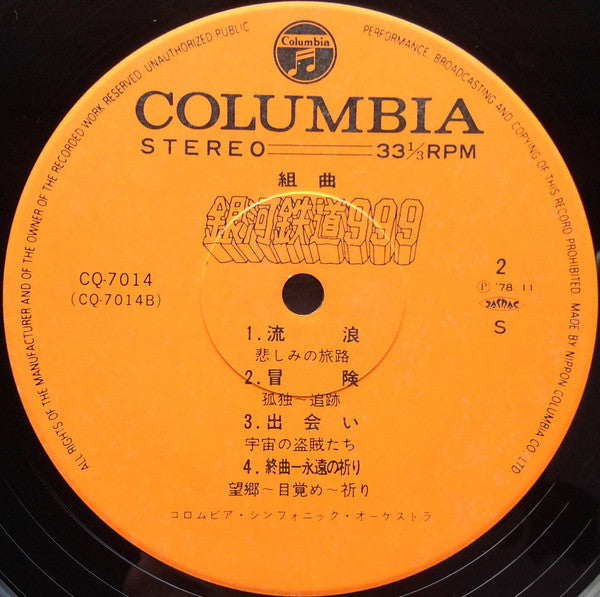 ALL RIGHTS OF THE MANUFACTURER AND OF THE OWNER OF THE RECORDED WORK RESERVED UNAUTHORIZED PUBLIC PERFORMANCE, BROADCASTING AND COPYING OF THIS RECORD PROHIBITED MADE BY NIPPON COLUMBIA CO. LTD.
Columbia
COLUMBIA
STEREO 33⅓ RPM
組曲
銀河鉄道999
CQ-7014
(CQ-7014B)
2
Ⓟ '78. 11
JASRAC
S
1. 流浪
悲しみの旅路
2. 冒険
孤独〜追跡
3. 出会い
宇宙の盗賊たち
4. 終曲―永遠の祈り
望郷〜目覚め〜祈り
コロムビア・シンフォニック・オーケストラ